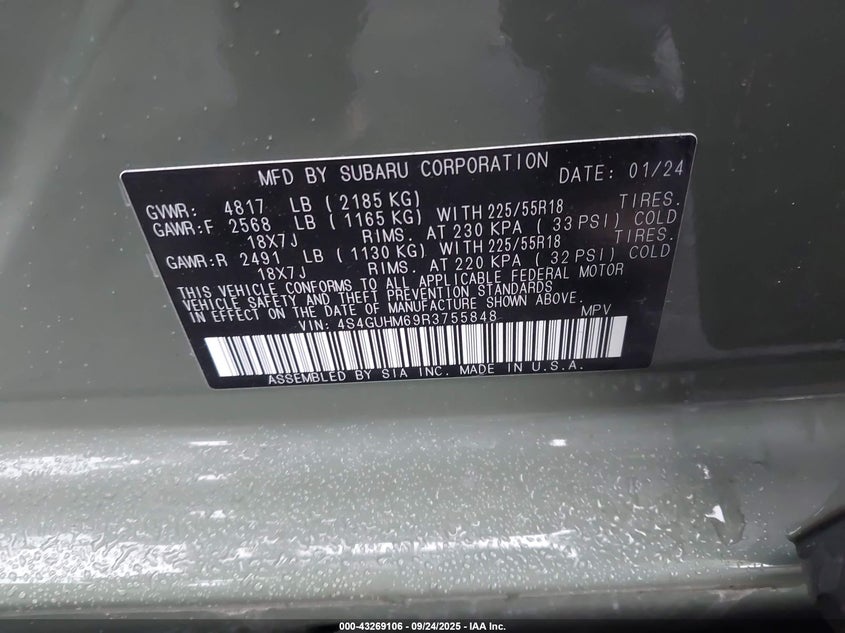 MFD BY SUBARU CORPORATION DATE: 01/24
GVWR: 4817 LB (2185 KG)
GAWR:F 2568 LB (1165 KG) WITH 225/55R18 TIRES.
18X7J RIMS. AT 230 KPA (33 PSI) COLD
GAWR:R 2491 LB (1130 KG) WITH 225/55R18 TIRES.
18X7J RIMS. AT 220 KPA (32 PSI) COLD
THIS VEHICLE CONFORMS TO ALL APPLICABLE FEDERAL MOTOR
VEHICLE SAFETY AND THEFT PREVENTION STANDARDS
IN EFFECT ON THE DATE OF MANUFACTURE SHOWN ABOVE.
VIN: 4S4GUHM69R3755848 MPV
ASSEMBLED BY SIA INC. MADE IN U.S.A.
000-43269106 - 09/24/2025 - IAA Inc.